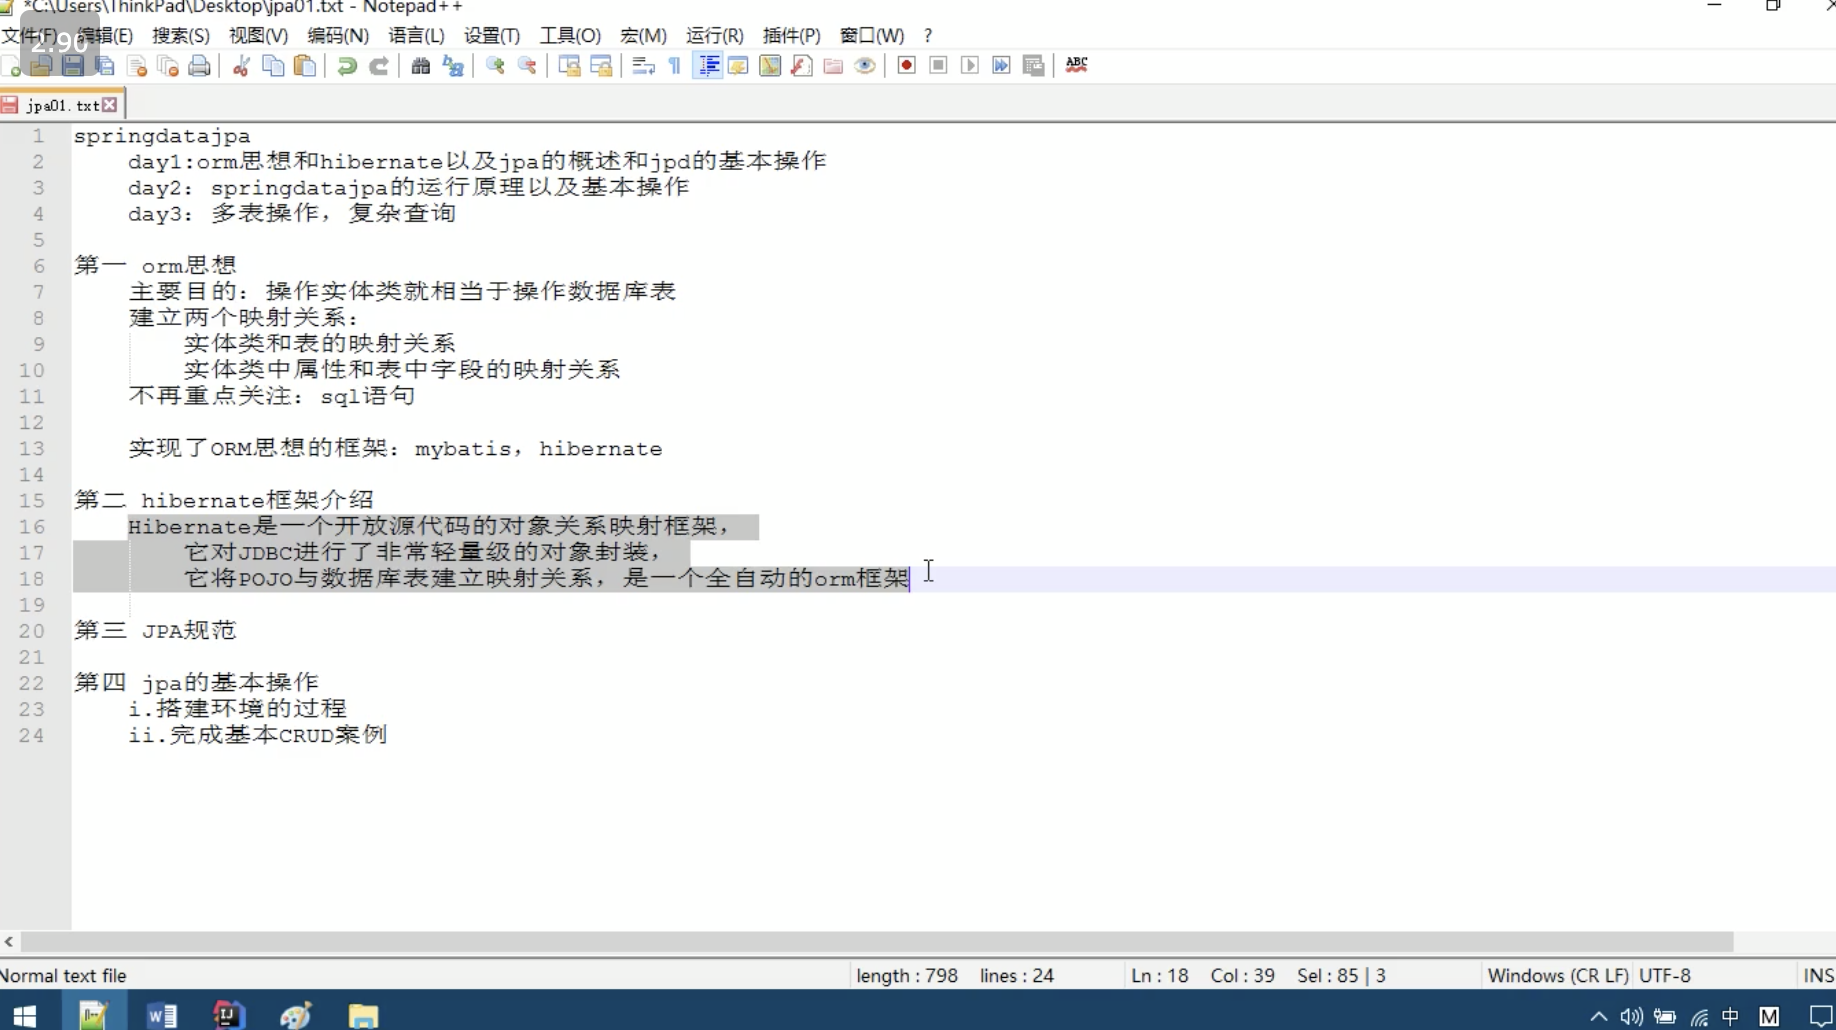 *C:\Users\ThinkPad\Desktop\jpa01.txt - Notepad++
文件(F) 编辑(E) 搜索(S) 视图(V) 编码(N) 语言(L) 设置(T) 工具(O) 宏(M) 运行(R) 插件(P) 窗口(W) ?
2.90
ABC
jpa01.txt
1 springdatajpa
2 day1:orm思想和hibernate以及jpa的概述和jpd的基本操作
3 day2: springdatajpa的运行原理以及基本操作
4 day3: 多表操作，复杂查询
5
6 第一 orm思想
7 主要目的：操作实体类就相当于操作数据库表
8 建立两个映射关系：
9 实体类和表的映射关系
10 实体类中属性和表中字段的映射关系
11 不再重点关注：sql语句
12
13 实现了ORM思想的框架：mybatis，hibernate
14
15 第二 hibernate框架介绍
16 Hibernate是一个开放源代码的对象关系映射框架，
17 它对JDBC进行了非常轻量级的对象封装，
18 它将POJO与数据库表建立映射关系，是一个全自动的orm框架
19
20 第三 JPA规范
21
22 第四 jpa的基本操作
23 i.搭建环境的过程
24 ii.完成基本CRUD案例
Normal text file length : 798 lines : 24 Ln : 18 Col : 39 Sel : 85 | 3 Windows (CR LF) UTF-8 INS
中 M